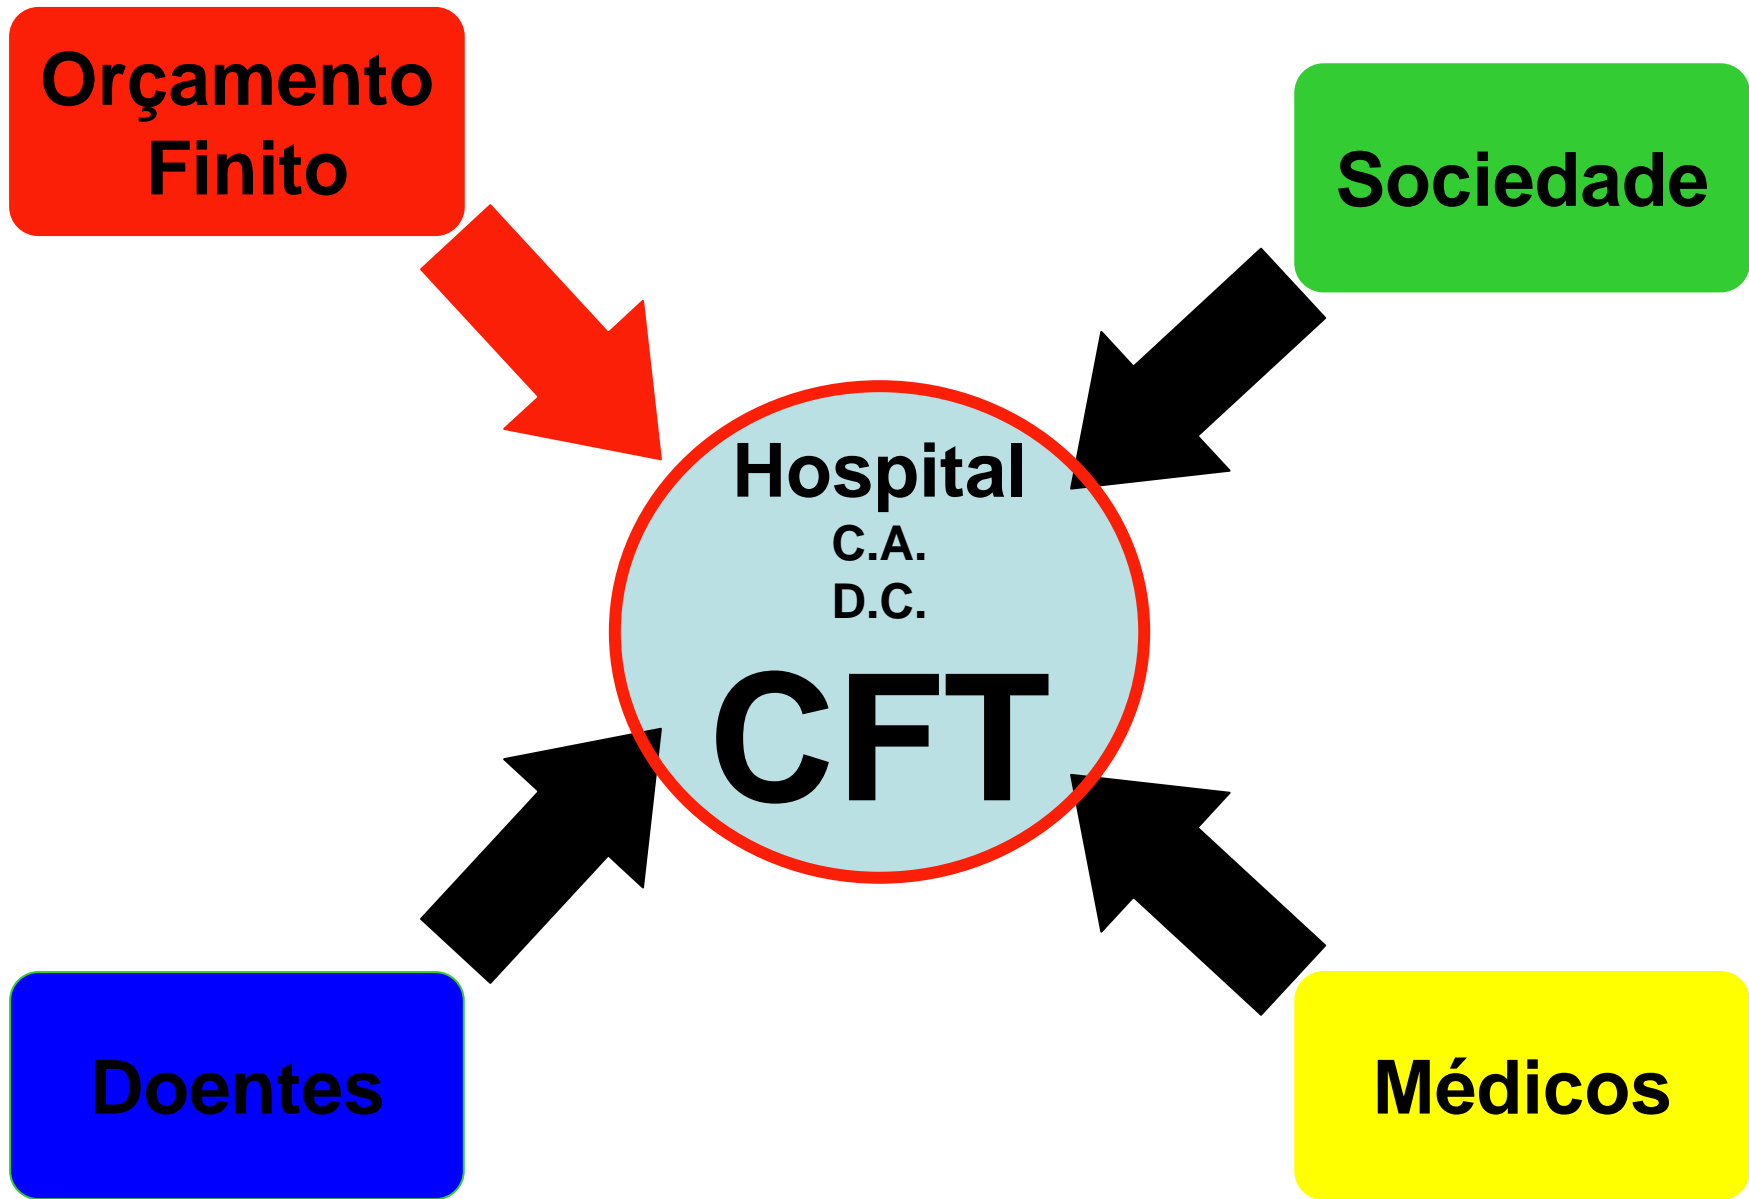 Orçamento
Finito
Sociedade
Hospital
C.A.
D.C.
CFT
Doentes
Médicos